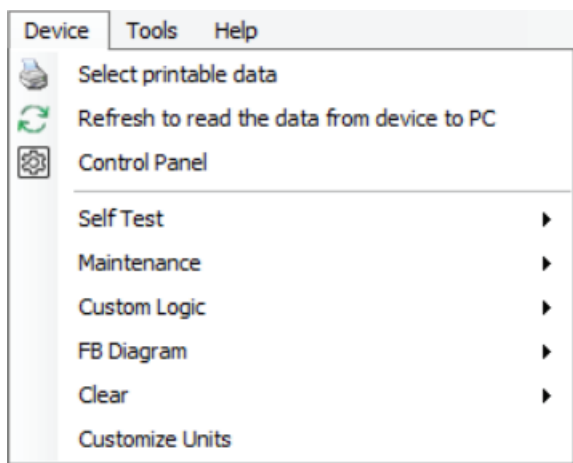 Device Tools Help
Select printable data
Refresh to read the data from device to PC
Control Panel
Self Test
Maintenance
Custom Logic
FB Diagram
Clear
Customize Units